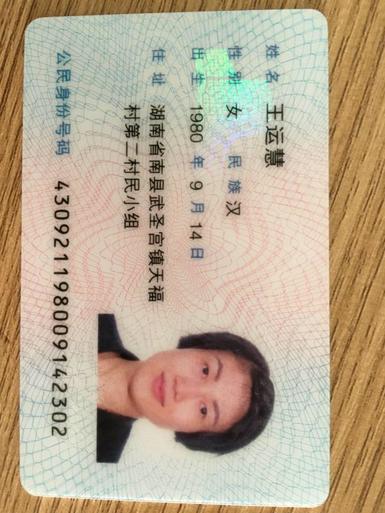 姓名 王运慧
性别 女 民族 汉
出生 1980 年 9 月 14 日
住址 湖南省南县武圣宫镇天福
村第二村民小组
公民身份号码 430921198009142302